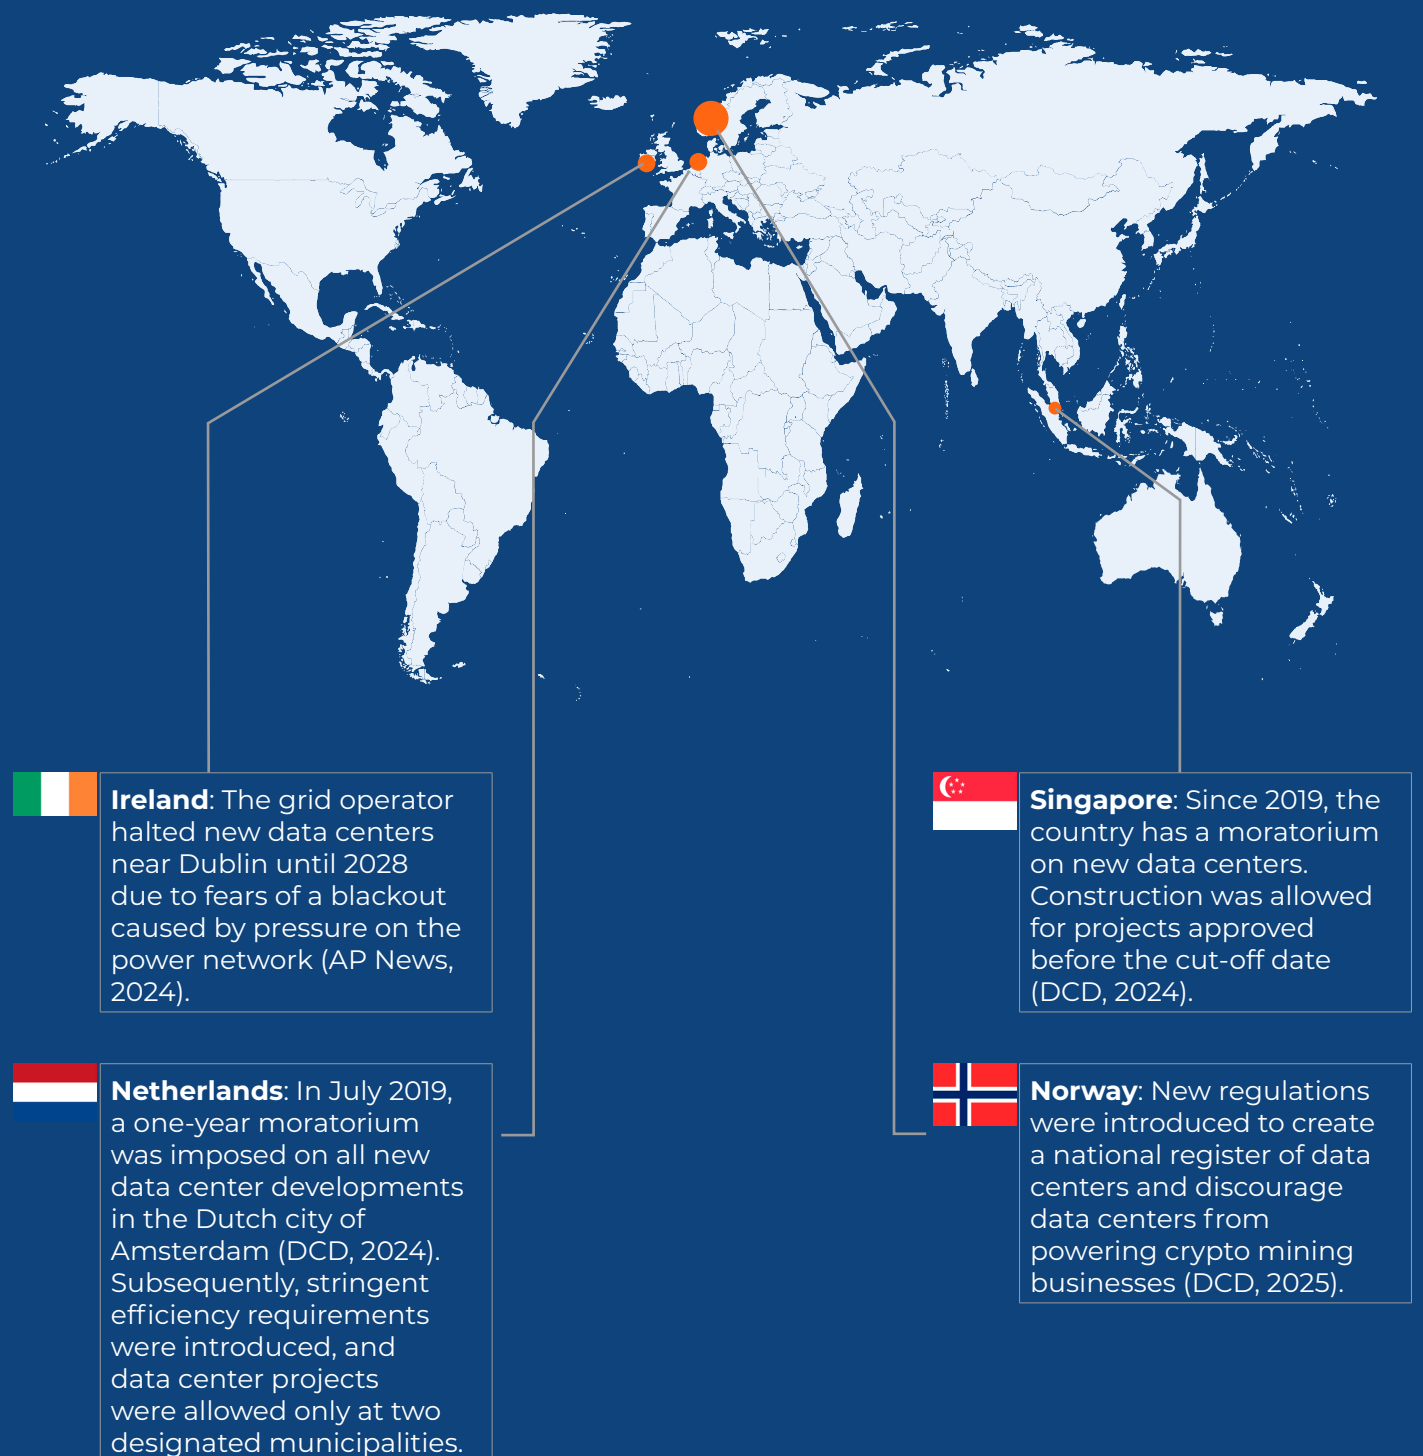 Ireland: The grid operator
halted new data centers
near Dublin until 2028
due to fears of a blackout
caused by pressure on the
power network (AP News,
2024).
Singapore: Since 2019, the
country has a moratorium
on new data centers.
Construction was allowed
for projects approved
before the cut-off date
(DCD, 2024).
Netherlands: In July 2019,
a one-year moratorium
was imposed on all new
data center developments
in the Dutch city of
Amsterdam (DCD, 2024).
Subsequently, stringent
efficiency requirements
were introduced, and
data center projects
were allowed only at two
designated municipalities.
Norway: New regulations
were introduced to create
a national register of data
centers and discourage
data centers from
powering crypto mining
businesses (DCD, 2025).